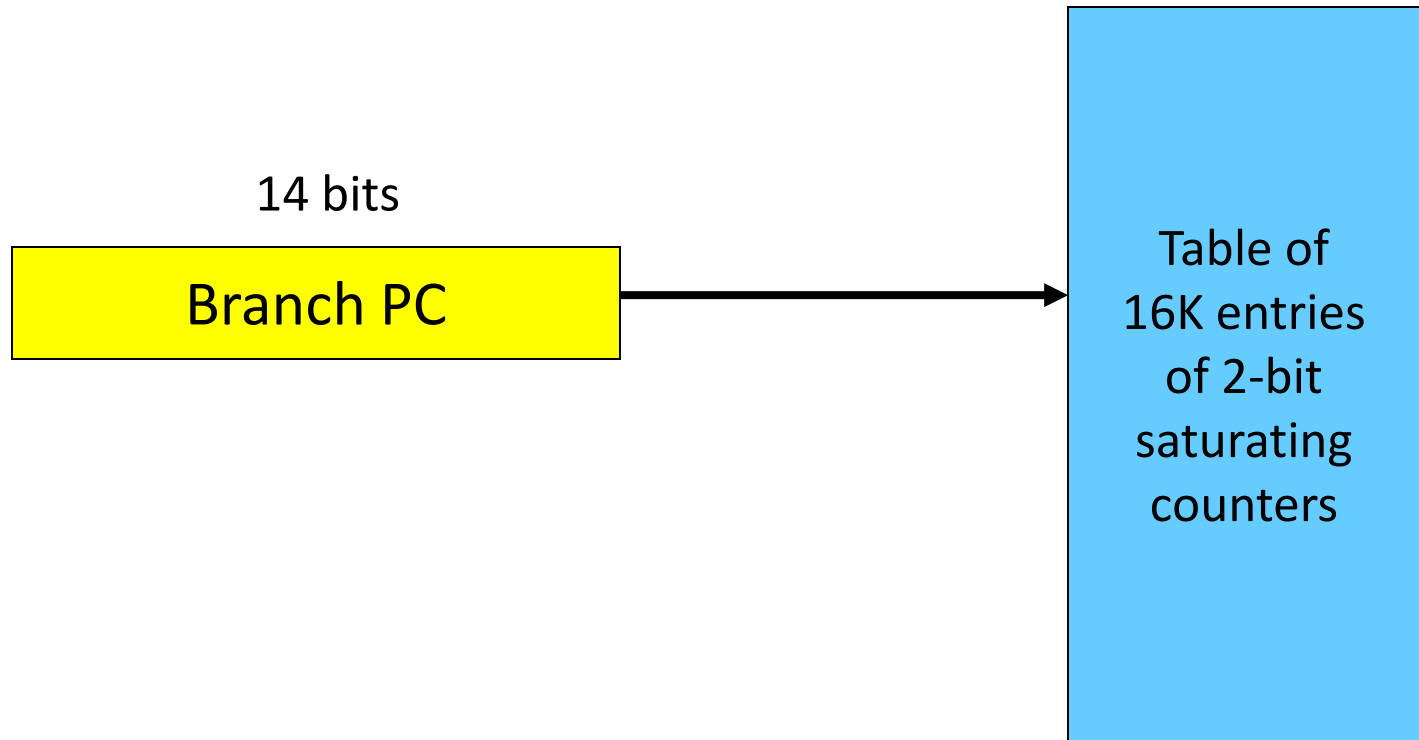 14 bits
Branch PC
Table of
16K entries
of 2-bit
saturating
counters